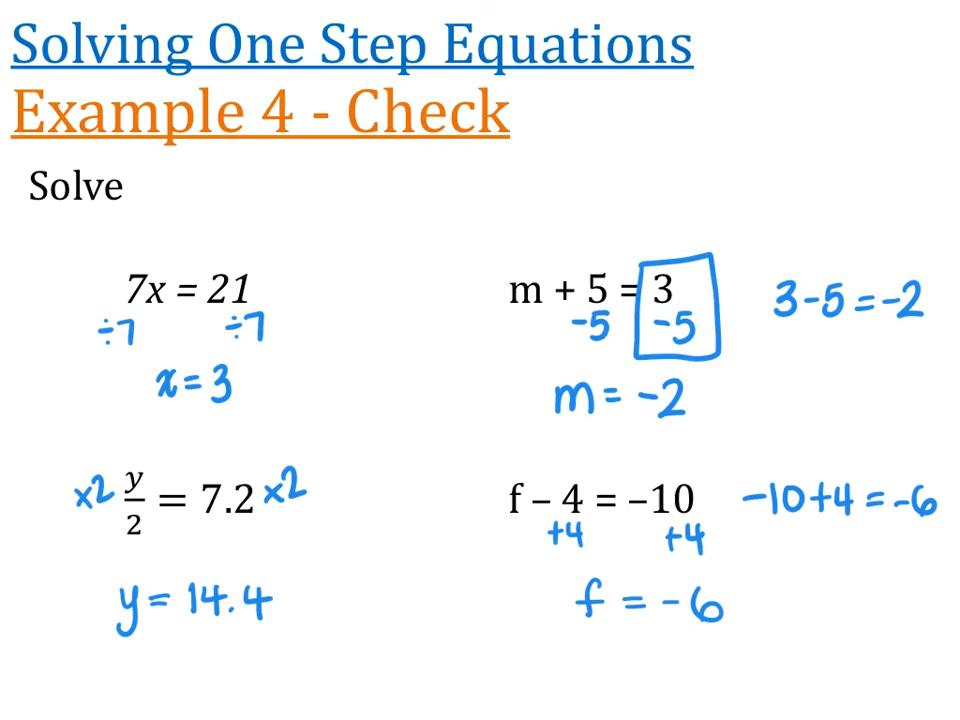 Solving One Step Equations
Example 4 - Check
Solve
7x = 21
÷7 ÷7
x = 3
m + 5 = 3
-5 -5
3-5 = -2
m = -2
x2 y/2 = 7.2 x2
y = 14.4
f – 4 = –10
+4 +4
-10+4 = -6
f = -6